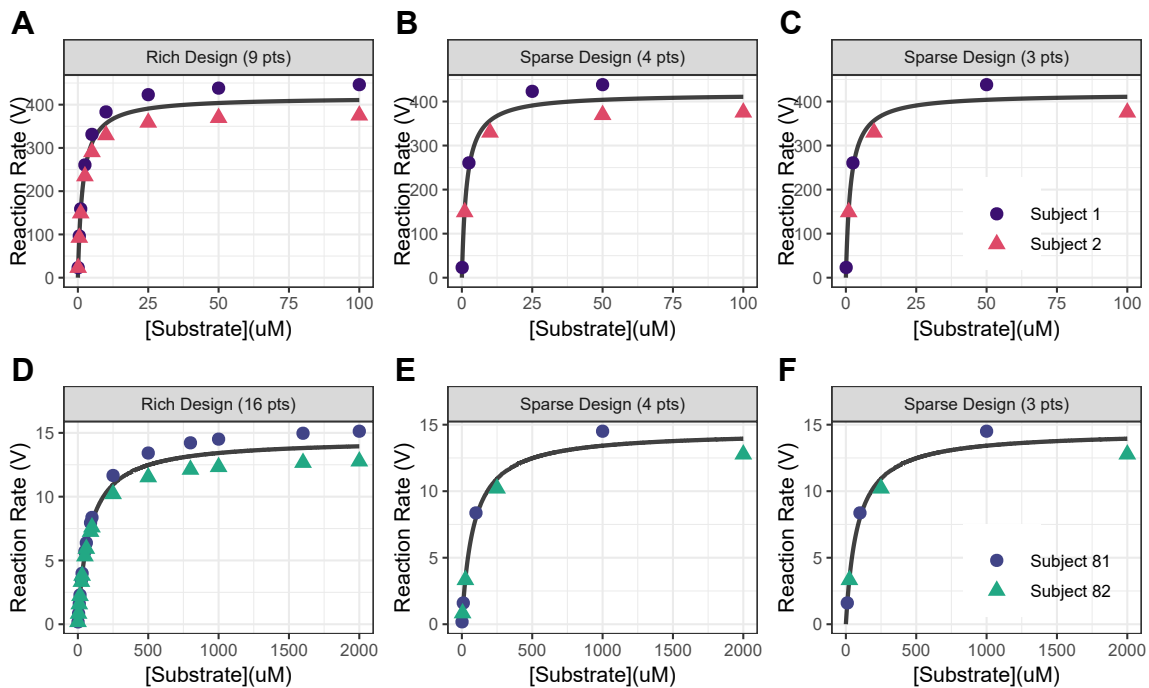 A
Rich Design (9 pts)
Reaction Rate (V)
400
300
200
100
0
0 25 50 75 100
[Substrate](uM)
B
Sparse Design (4 pts)
Reaction Rate (V)
400
300
200
100
0
0 25 50 75 100
[Substrate](uM)
C
Sparse Design (3 pts)
Reaction Rate (V)
400
300
200
100
0
Subject 1
Subject 2
0 25 50 75 100
[Substrate](uM)
D
Rich Design (16 pts)
Reaction Rate (V)
15
10
5
0
0 500 1000 1500 2000
[Substrate](uM)
E
Sparse Design (4 pts)
Reaction Rate (V)
15
10
5
0
0 500 1000 1500 2000
[Substrate](uM)
F
Sparse Design (3 pts)
Reaction Rate (V)
15
10
5
0
Subject 81
Subject 82
0 500 1000 1500 2000
[Substrate](uM)